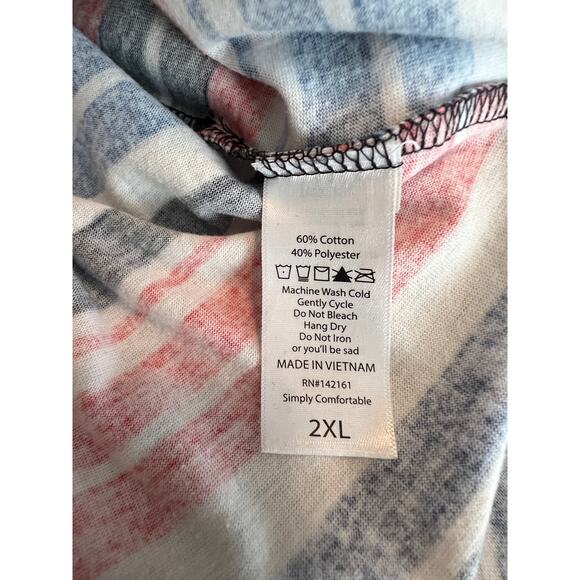 60% Cotton
40% Polyester
Machine Wash Cold
Gently Cycle
Do Not Bleach
Hang Dry
Do Not Iron
or you'll be sad
MADE IN VIETNAM
RN#142161
Simply Comfortable
2XL